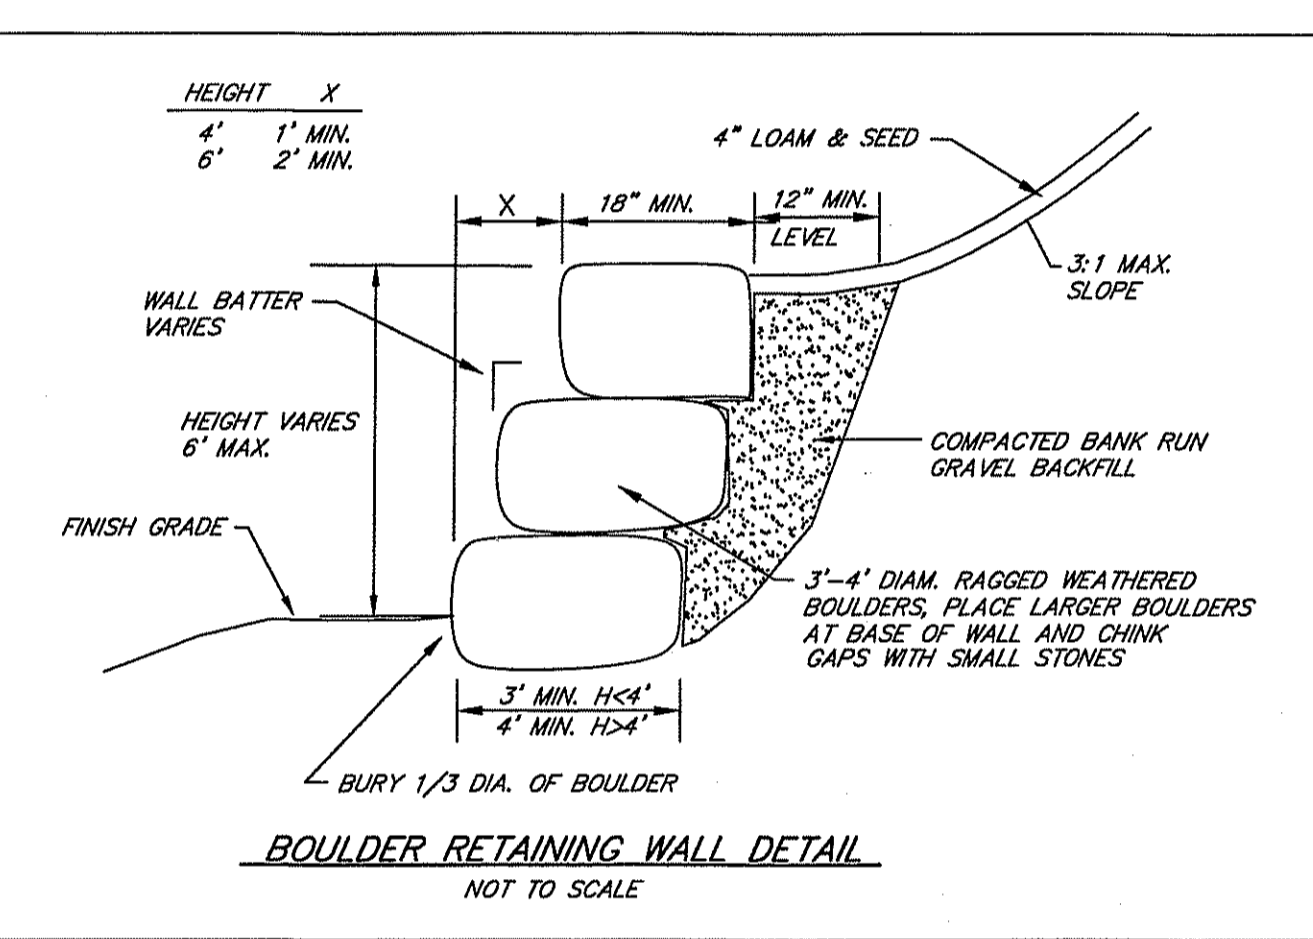 HEIGHT X
4' 1' MIN.
6' 2' MIN.
4" LOAM & SEED
X
18" MIN.
12" MIN.
LEVEL
3:1 MAX.
SLOPE
WALL BATTER
VARIES
HEIGHT VARIES
6' MAX.
COMPACTED BANK RUN
GRAVEL BACKFILL
FINISH GRADE
3'-4' DIAM. RAGGED WEATHERED
BOULDERS, PLACE LARGER BOULDERS
AT BASE OF WALL AND CHINK
GAPS WITH SMALL STONES
3' MIN. H<4'
4' MIN. H>4'
BURY 1/3 DIA. OF BOULDER
BOULDER RETAINING WALL DETAIL
NOT TO SCALE